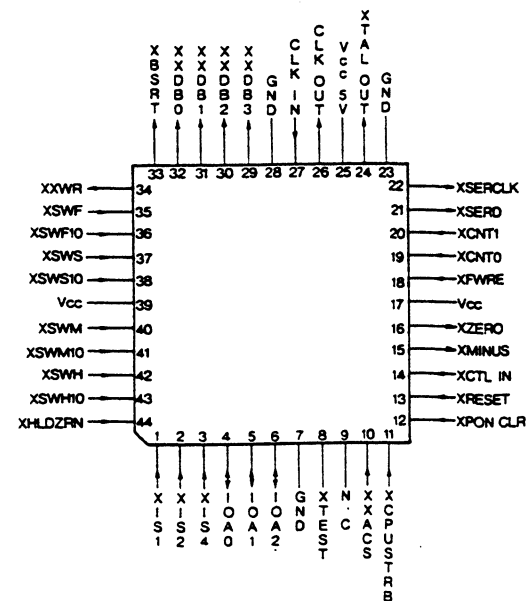 XBSRT
XXDB0
XXDB1
XXDB2
XXDB3
GND
CLK IN
CLK OUT
Vcc 5V
XTAL OUT
GND
33 32 31 30 29 28 27 26 25 24 23
XXWR 34
XSWF 35
XSWF10 36
XSWS 37
XSWS10 38
Vcc 39
XSWM 40
XSWM10 41
XSWH 42
XSWH10 43
XHLDZRN 44
22 XSERCLK
21 XSERD
20 XCNT1
19 XCNT0
18 XFWRE
17 Vcc
16 XZERO
15 XMINUS
14 XCTL IN
13 XRESET
12 XPON CLR
1 2 3 4 5 6 7 8 9 10 11
XIS1
XIS2
XIS4
IOA0
IOA1
IOA2
GND
XTEST
N.C
XXACS
XCPUSTRB